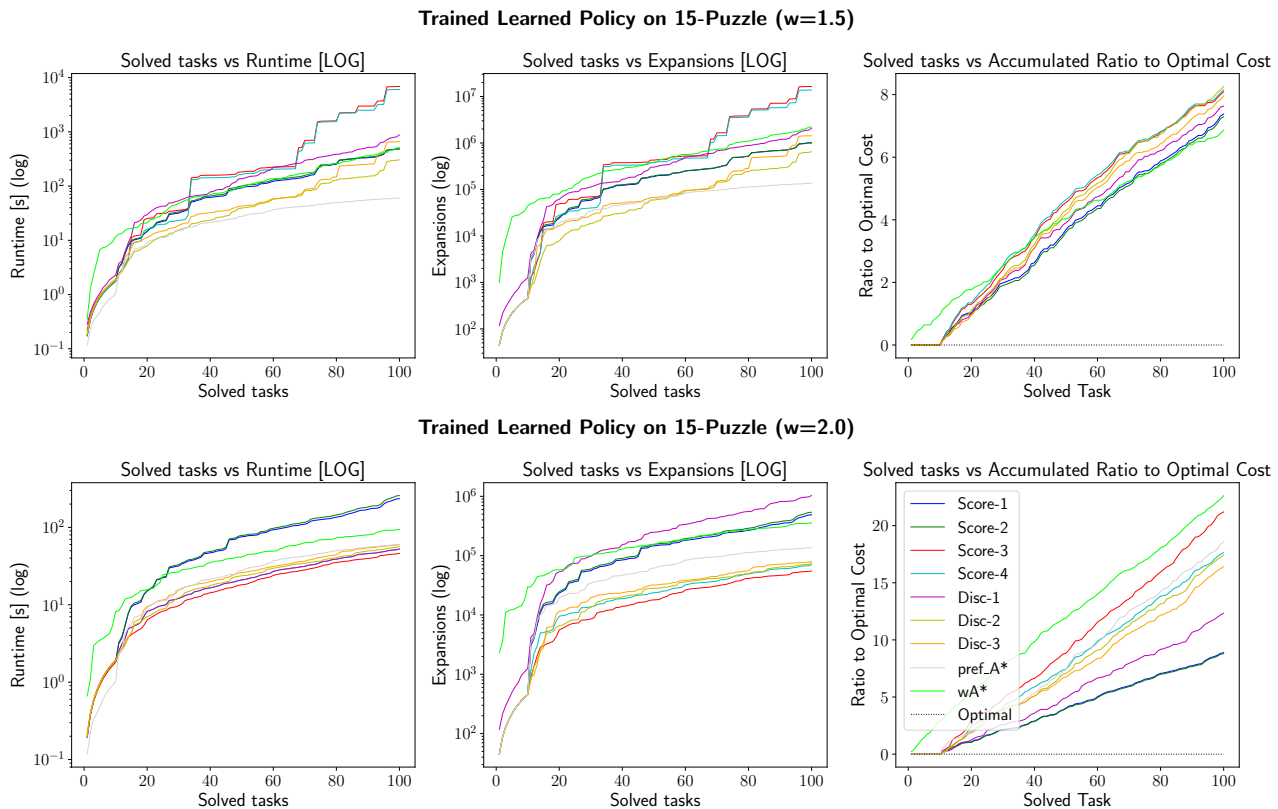 Trained Learned Policy on 15-Puzzle (w=1.5)
Solved tasks vs Runtime [LOG]
Runtime [s] (log)
10^4
10^3
10^2
10^1
10^0
10^−1
0 20 40 60 80 100
Solved tasks
Solved tasks vs Expansions [LOG]
Expansions (log)
10^7
10^6
10^5
10^4
10^3
10^2
0 20 40 60 80 100
Solved tasks
Solved tasks vs Accumulated Ratio to Optimal Cost
Ratio to Optimal Cost
8
6
4
2
0
0 20 40 60 80 100
Solved Task
Trained Learned Policy on 15-Puzzle (w=2.0)
Solved tasks vs Runtime [LOG]
Runtime [s] (log)
10^2
10^1
10^0
10^−1
0 20 40 60 80 100
Solved tasks
Solved tasks vs Expansions [LOG]
Expansions (log)
10^6
10^5
10^4
10^3
10^2
0 20 40 60 80 100
Solved tasks
Solved tasks vs Accumulated Ratio to Optimal Cost
Ratio to Optimal Cost
20
15
10
5
0
Score-1
Score-2
Score-3
Score-4
Disc-1
Disc-2
Disc-3
pref_A*
wA*
Optimal
0 20 40 60 80 100
Solved Task